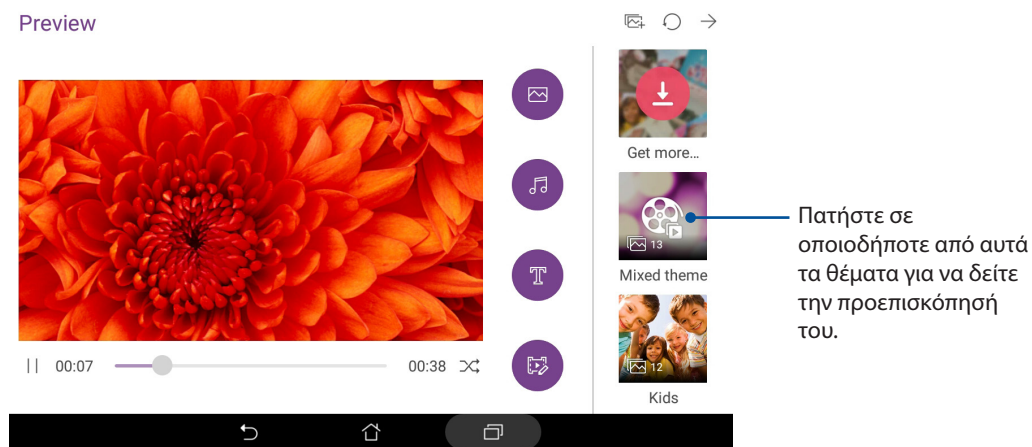 Preview
Get more...
13
Mixed theme
12
Kids
00:07
00:38
Πατήστε σε
οποιοδήποτε από αυτά
τα θέματα για να δείτε
την προεπισκόπησή
του.